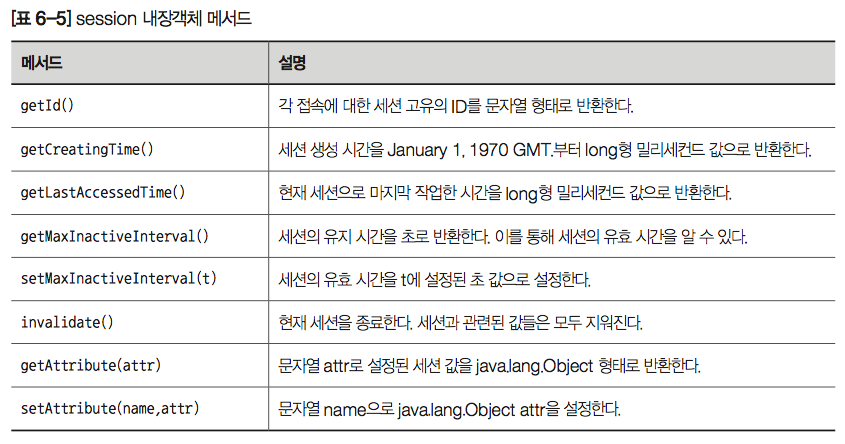 [표 6-5] session 내장객체 메서드
메서드 설명
getId() 각 접속에 대한 세션 고유의 ID를 문자열 형태로 반환한다.
getCreatingTime() 세션 생성 시간을 January 1, 1970 GMT.부터 long형 밀리세컨드 값으로 반환한다.
getLastAccessedTime() 현재 세션으로 마지막 작업한 시간을 long형 밀리세컨드 값으로 반환한다.
getMaxInactiveInterval() 세션의 유지 시간을 초로 반환한다. 이를 통해 세션의 유효 시간을 알 수 있다.
setMaxInactiveInterval(t) 세션의 유효 시간을 t에 설정된 초 값으로 설정한다.
invalidate() 현재 세션을 종료한다. 세션과 관련된 값들은 모두 지워진다.
getAttribute(attr) 문자열 attr로 설정된 세션 값을 java.lang.Object 형태로 반환한다.
setAttribute(name,attr) 문자열 name으로 java.lang.Object attr을 설정한다.